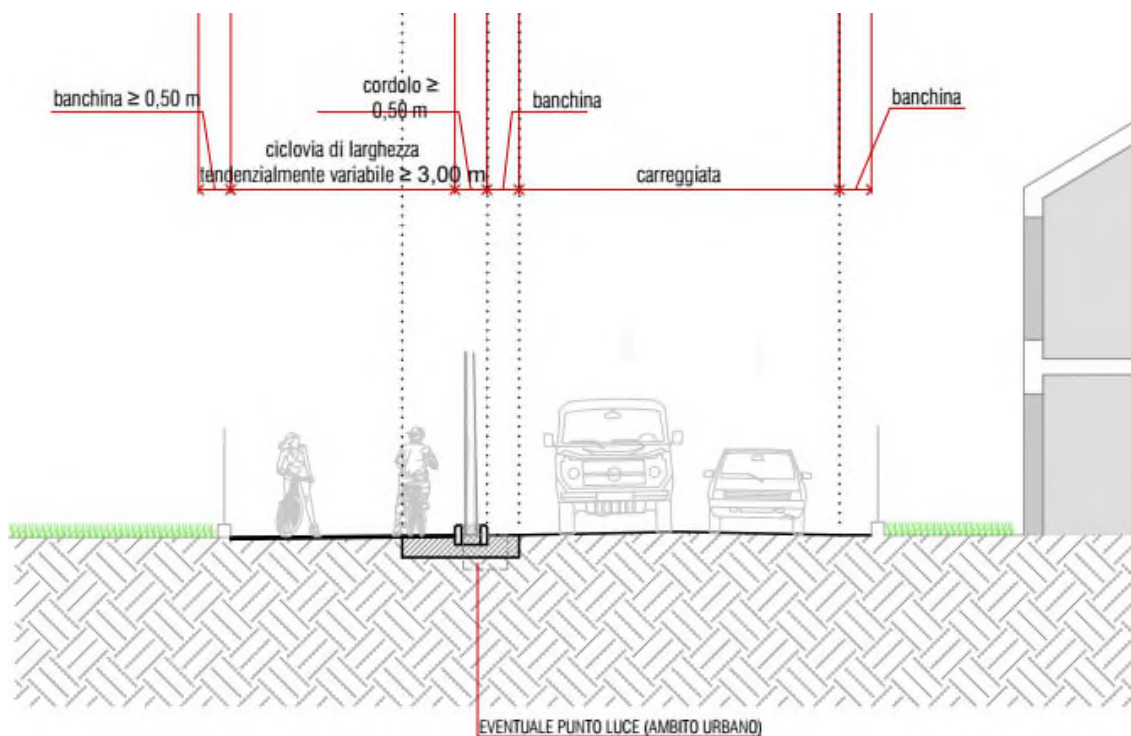 banchina ≥ 0,50 m
cordolo ≥
0,50 m
banchina
banchina
ciclovia di larghezza
tendenzialmente variabile ≥ 3,00 m
carreggiata
EVENTUALE PUNTO LUCE (AMBITO URBANO)